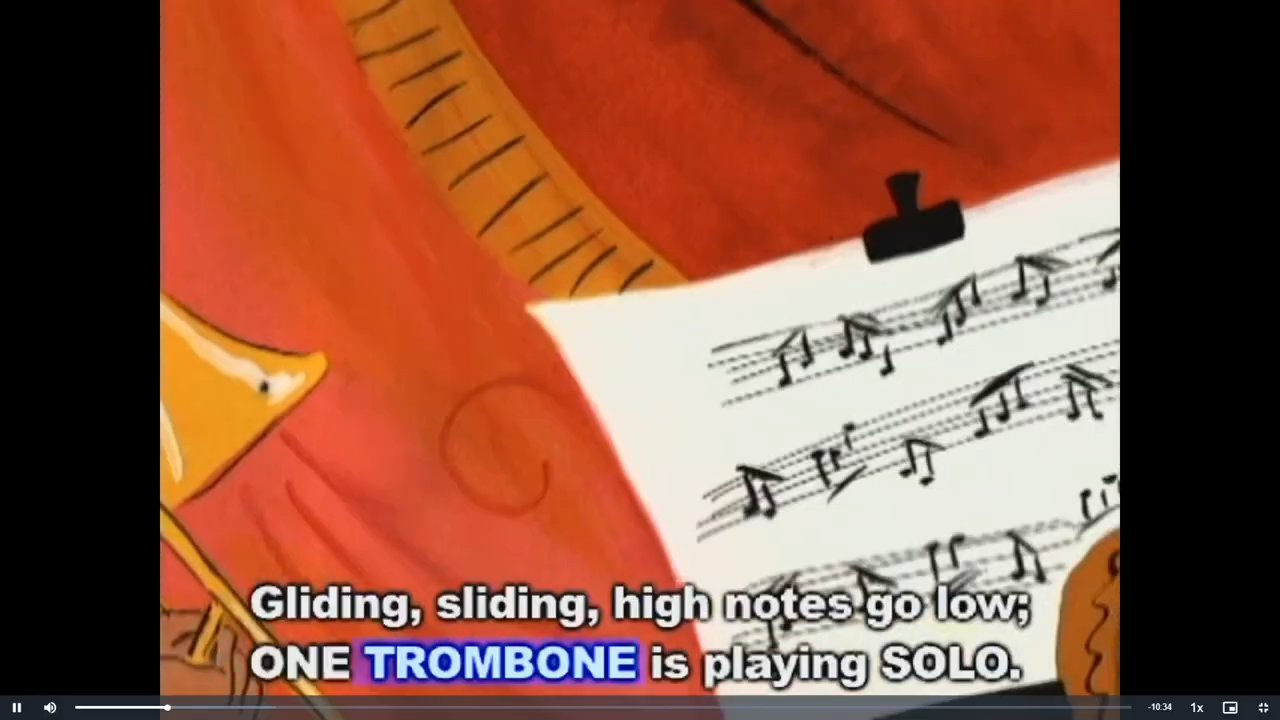 Gliding, sliding, high notes go low;
ONE TROMBONE is playing SOLO.
-10:34
1x